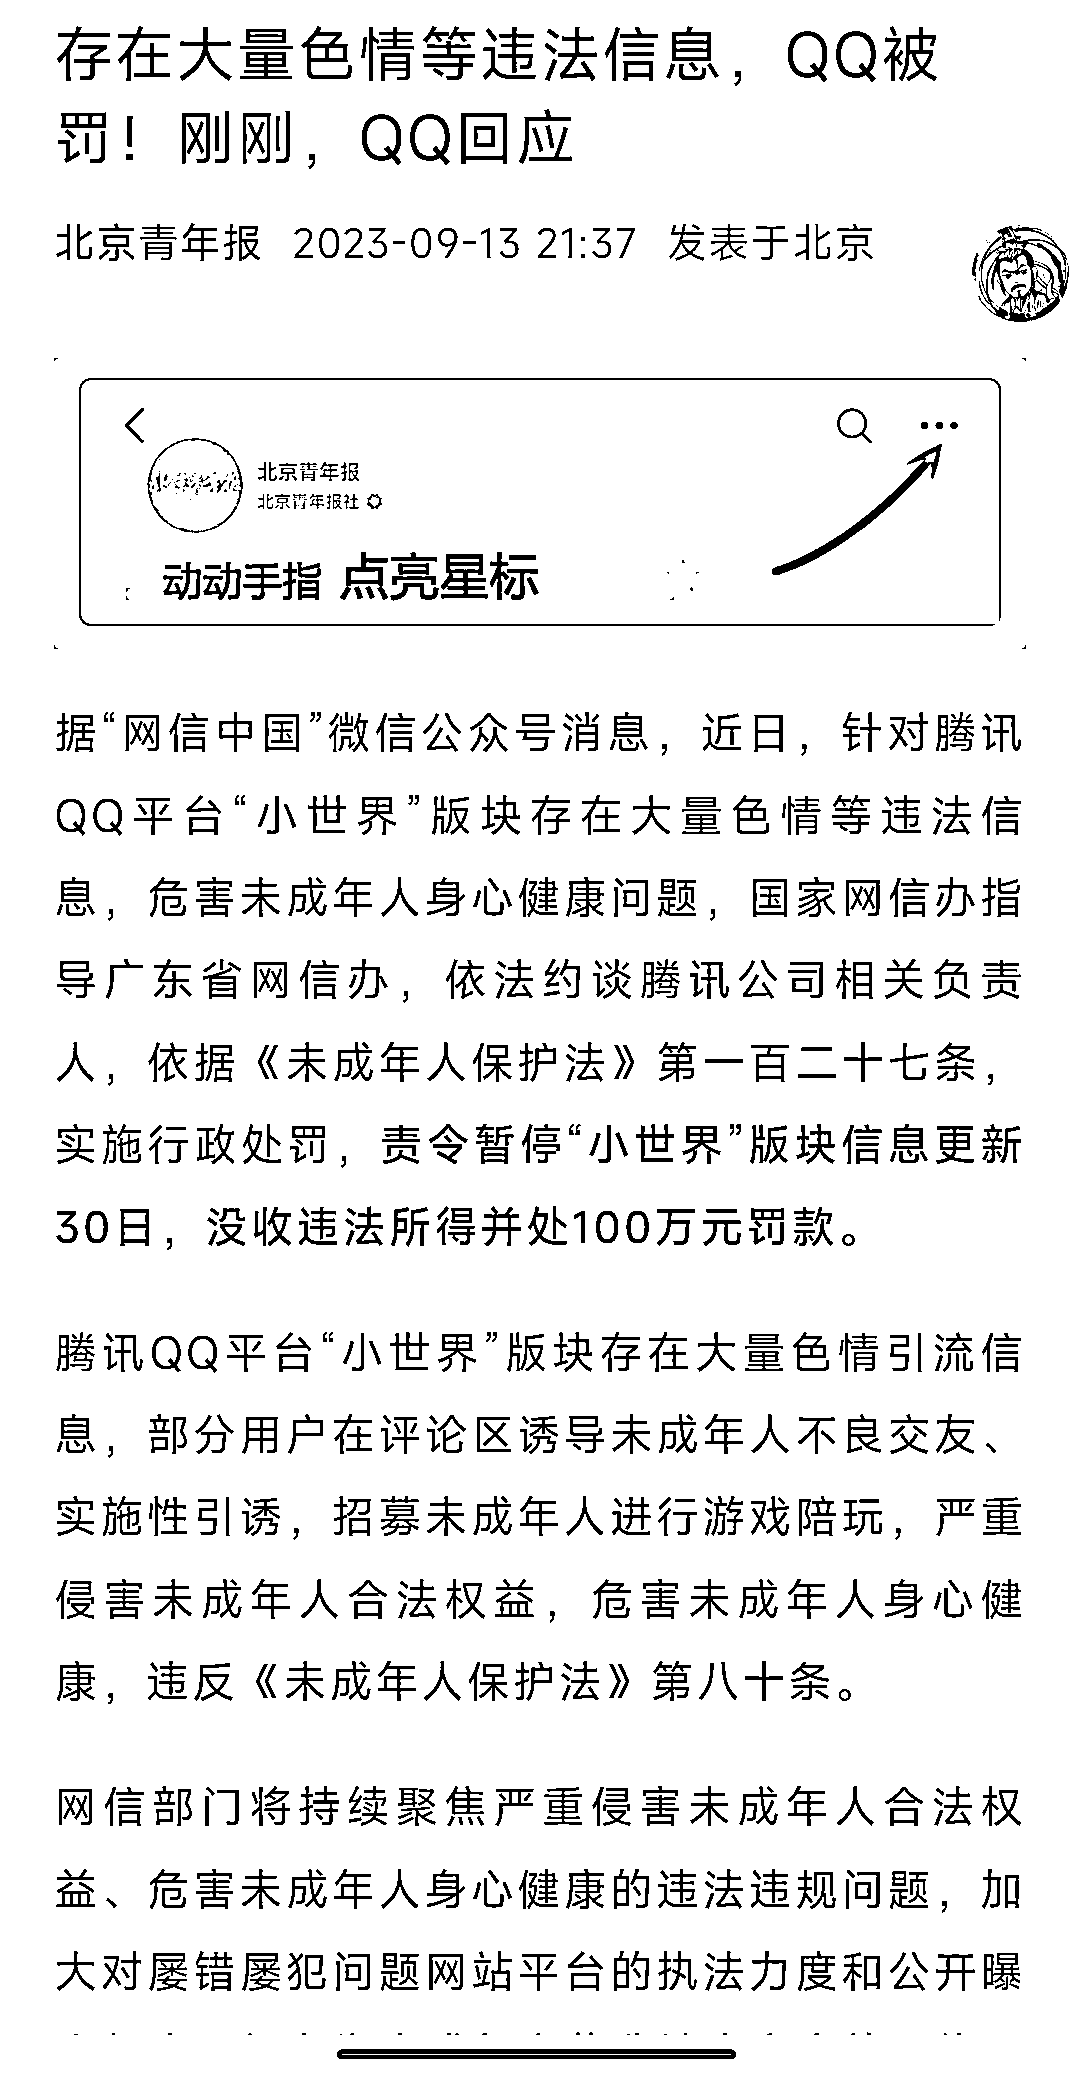 存在大量色情等违法信息，QQ被
罚！刚刚，QQ回应
北京青年报 2023-09-13 21:37 发表于北京
北京青年报
北京青年报社
动动手指 点亮星标
据“网信中国”微信公众号消息，近日，针对腾讯
QQ平台“小世界”版块存在大量色情等违法信
息，危害未成年人身心健康问题，国家网信办指
导广东省网信办，依法约谈腾讯公司相关负责
人，依据《未成年人保护法》第一百二十七条，
实施行政处罚，责令暂停“小世界”版块信息更新
30日，没收违法所得并处100万元罚款。
腾讯QQ平台“小世界”版块存在大量色情引流信
息，部分用户在评论区诱导未成年人不良交友、
实施性引诱，招募未成年人进行游戏陪玩，严重
侵害未成年人合法权益，危害未成年人身心健
康，违反《未成年人保护法》第八十条。
网信部门将持续聚焦严重侵害未成年人合法权
益、危害未成年人身心健康的违法违规问题，加
大对屡错屡犯问题网站平台的执法力度和公开曝